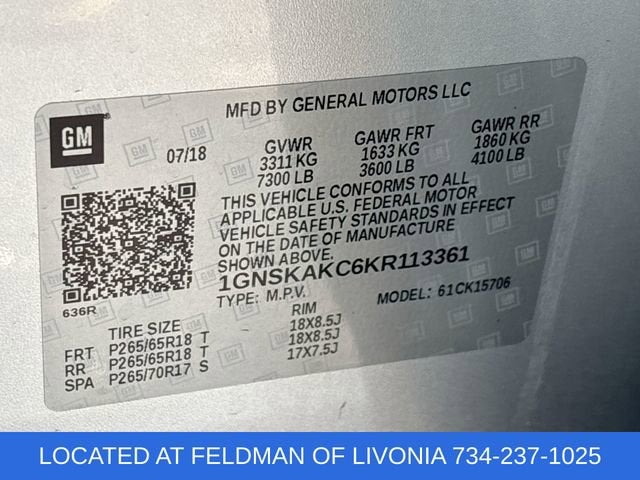 MFD BY GENERAL MOTORS LLC
GM
07/18
GVWR GAWR FRT GAWR RR
3311 KG 1633 KG 1860 KG
7300 LB 3600 LB 4100 LB
THIS VEHICLE CONFORMS TO ALL
APPLICABLE U.S. FEDERAL MOTOR
VEHICLE SAFETY STANDARDS IN EFFECT
ON THE DATE OF MANUFACTURE
SHOWN ABOVE.
1GNSKAKC6KR113361
TYPE: M.P.V. MODEL: 61CK15706
636R
TIRE SIZE RIM
FRT P265/65R18 T 18X8.5J
RR P265/65R18 T 18X8.5J
SPA P265/70R17 S 17X7.5J
LOCATED AT FELDMAN OF LIVONIA 734-237-1025